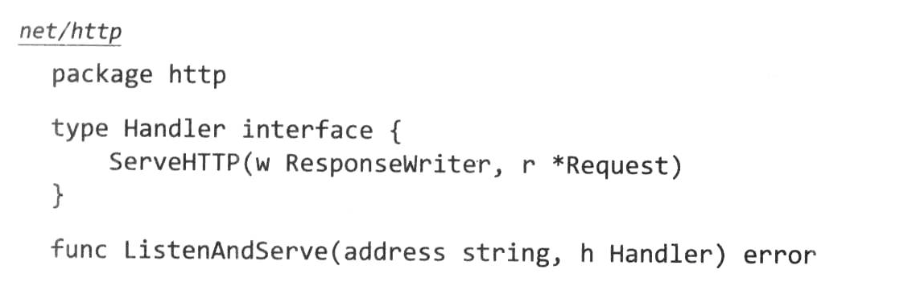 net/http
package http
type Handler interface {
ServeHTTP(w ResponseWriter, r *Request)
}
func ListenAndServe(address string, h Handler) error